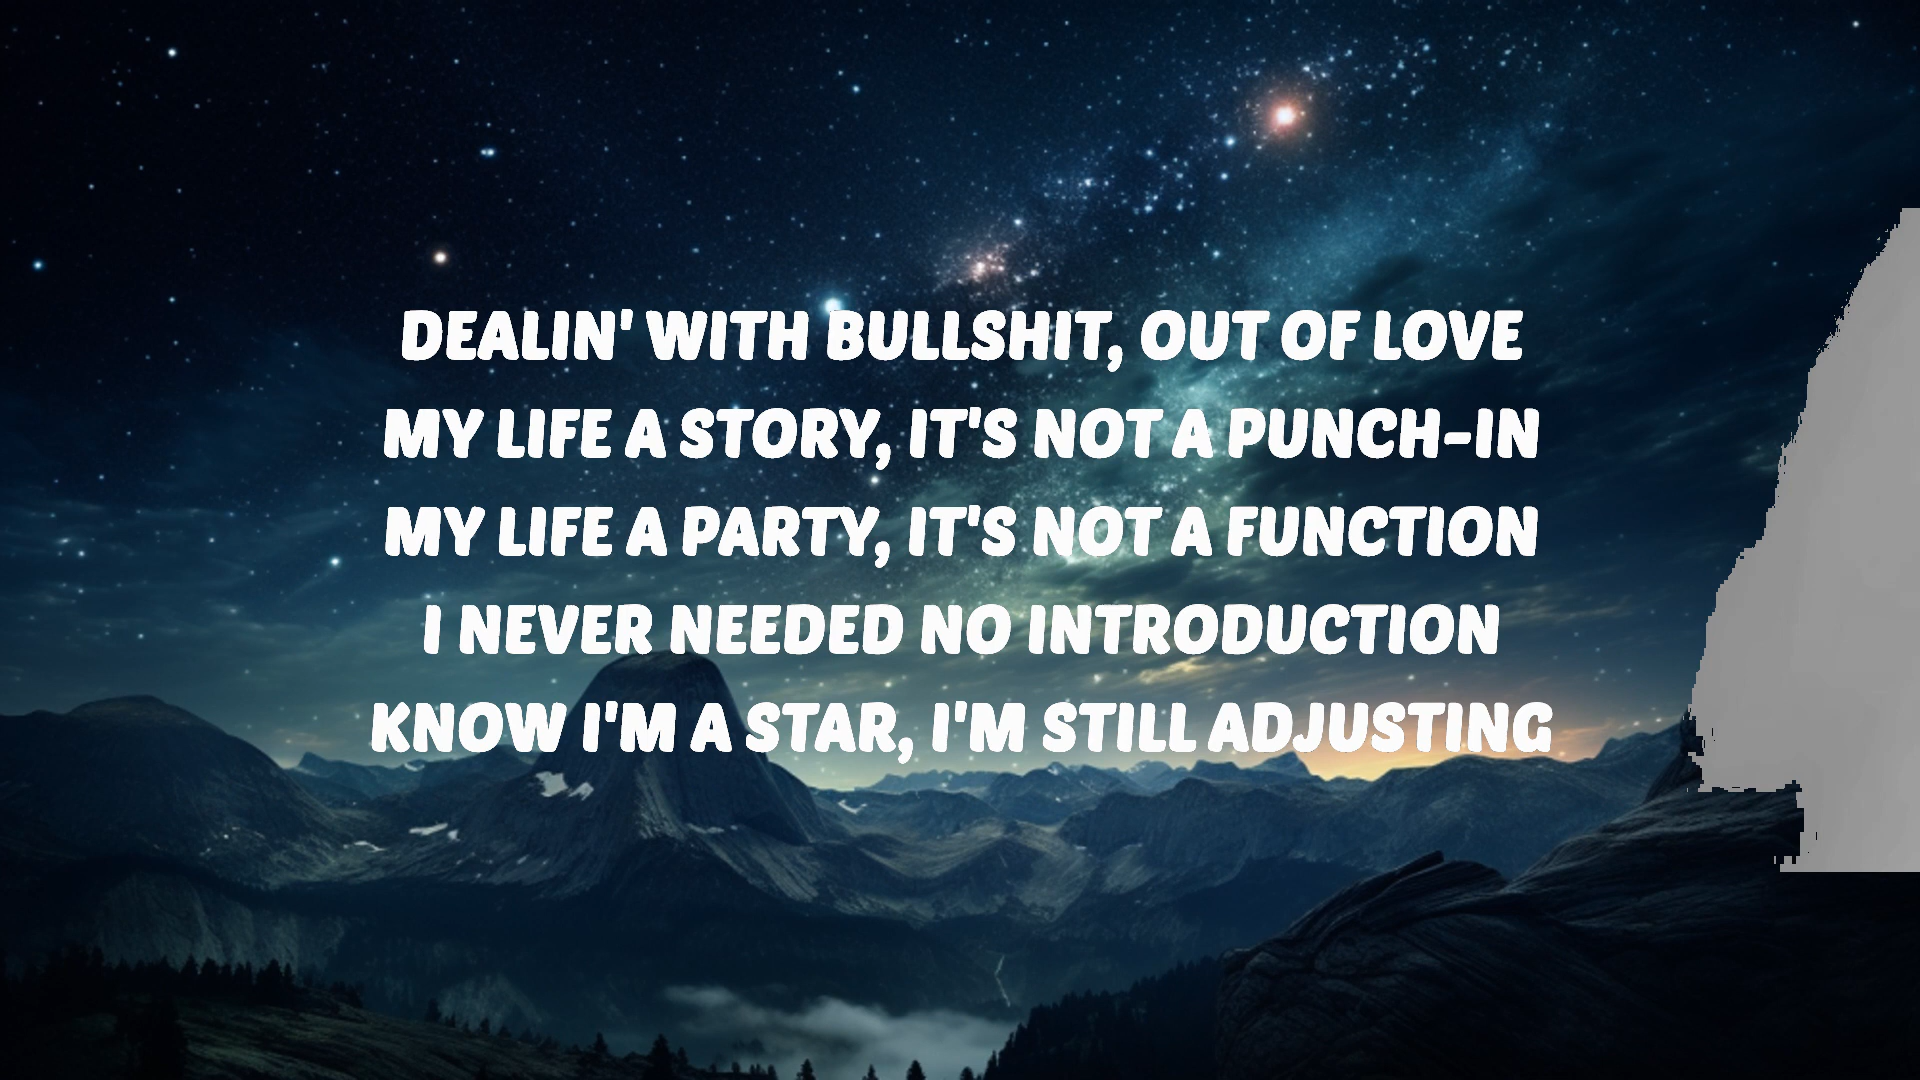 DEALIN' WITH BULLSHIT, OUT OF LOVE
MY LIFE A STORY, IT'S NOT A PUNCH-IN
MY LIFE A PARTY, IT'S NOT A FUNCTION
I NEVER NEEDED NO INTRODUCTION
KNOW I'M A STAR, I'M STILL ADJUSTING